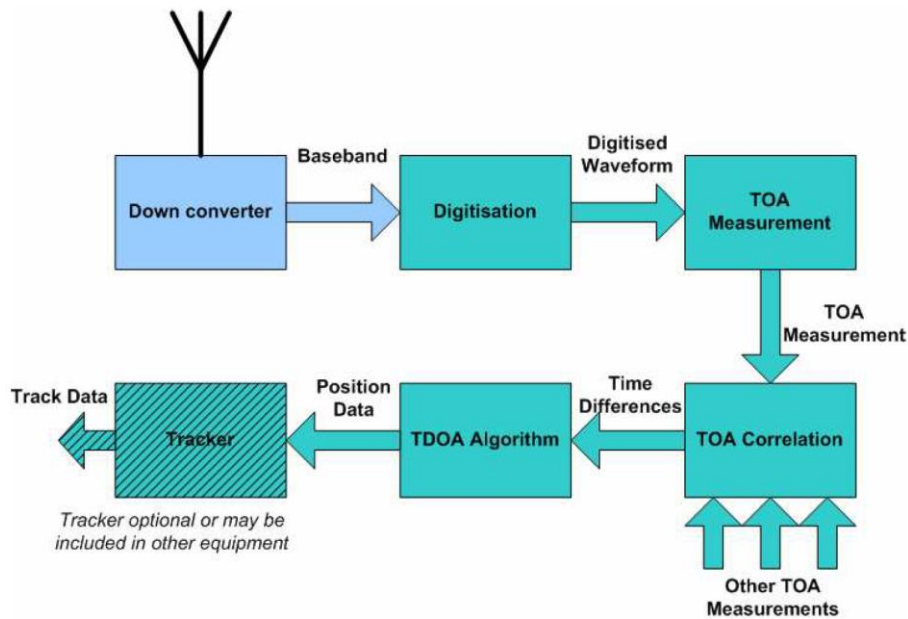 Baseband
Digitised
Waveform
Down converter
Digitisation
TOA
Measurement
TOA
Measurement
Track Data
Position
Data
Time
Differences
Tracker
TDOA Algorithm
TOA Correlation
Tracker optional or may be
included in other equipment
Other TOA
Measurements